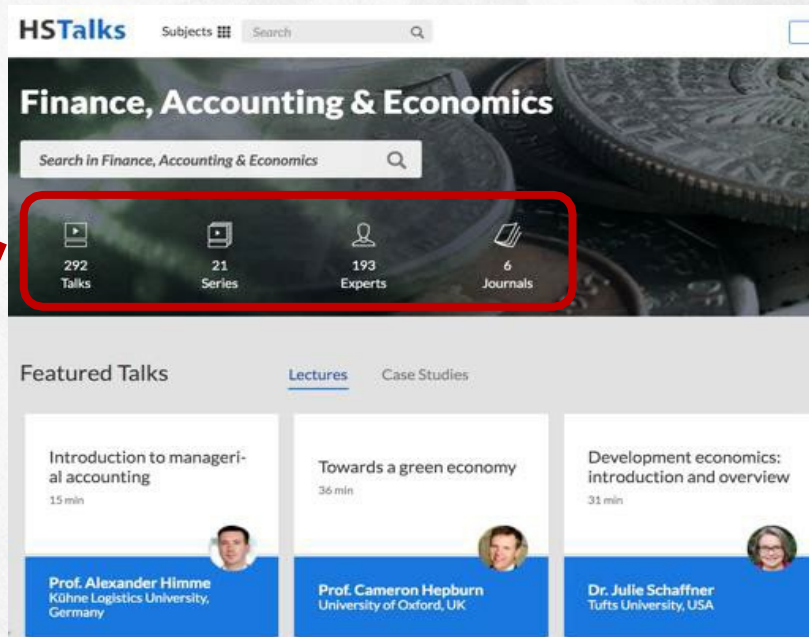 HSTalks Subjects Search
Finance, Accounting & Economics
Search in Finance, Accounting & Economics
292 21 193 6
Talks Series Experts Journals
Featured Talks Lectures Case Studies
Introduction to manageri-
al accounting
15 min
Towards a green economy
36 min
Development economics:
introduction and overview
31 min
Prof. Alexander Himme
Kühne Logistics University,
Germany
Prof. Cameron Hepburn
University of Oxford, UK
Dr. Julie Schaffner
Tufts University, USA